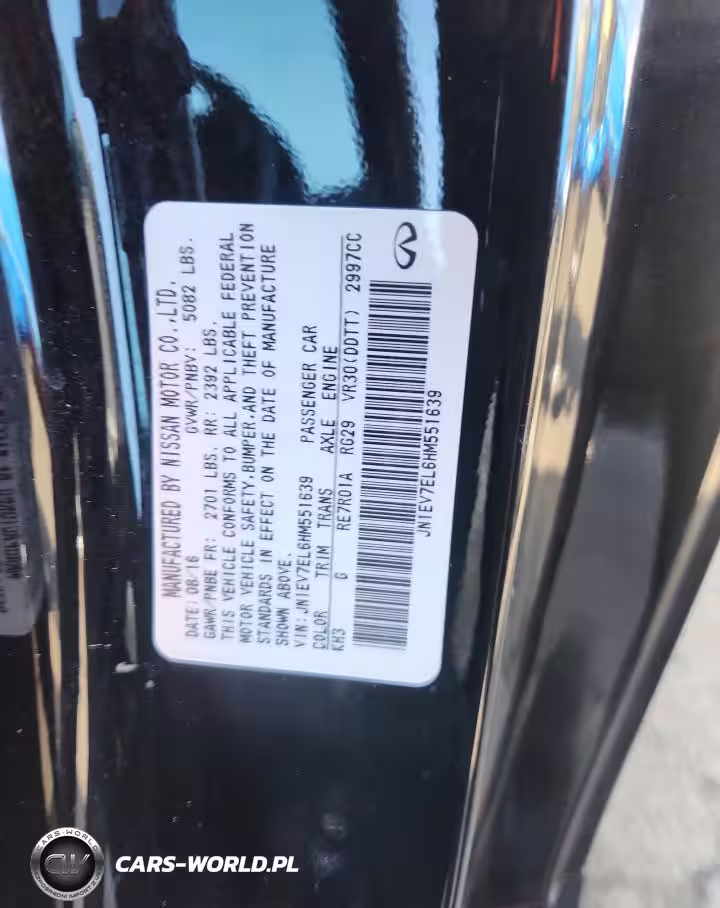 MANUFACTURED BY NISSAN MOTOR CO.,LTD.
DATE:08/16 GVWR/PNBV: 5082 LBS.
GAWR/PNBE FR: 2701 LBS. RR: 2392 LBS.
THIS VEHICLE CONFORMS TO ALL APPLICABLE FEDERAL
MOTOR VEHICLE SAFETY,BUMPER,AND THEFT PREVENTION
STANDARDS IN EFFECT ON THE DATE OF MANUFACTURE
SHOWN ABOVE.
VIN:JN1EV7EL6HM551639 PASSENGER CAR
COLOR TRIM TRANS AXLE ENGINE
KH3 G RE7R01A RG29 VR30(DDTT) 2997CC
JN1EV7EL6HM551639
CARS-WORLD
CW
CARS-WORLD.PL